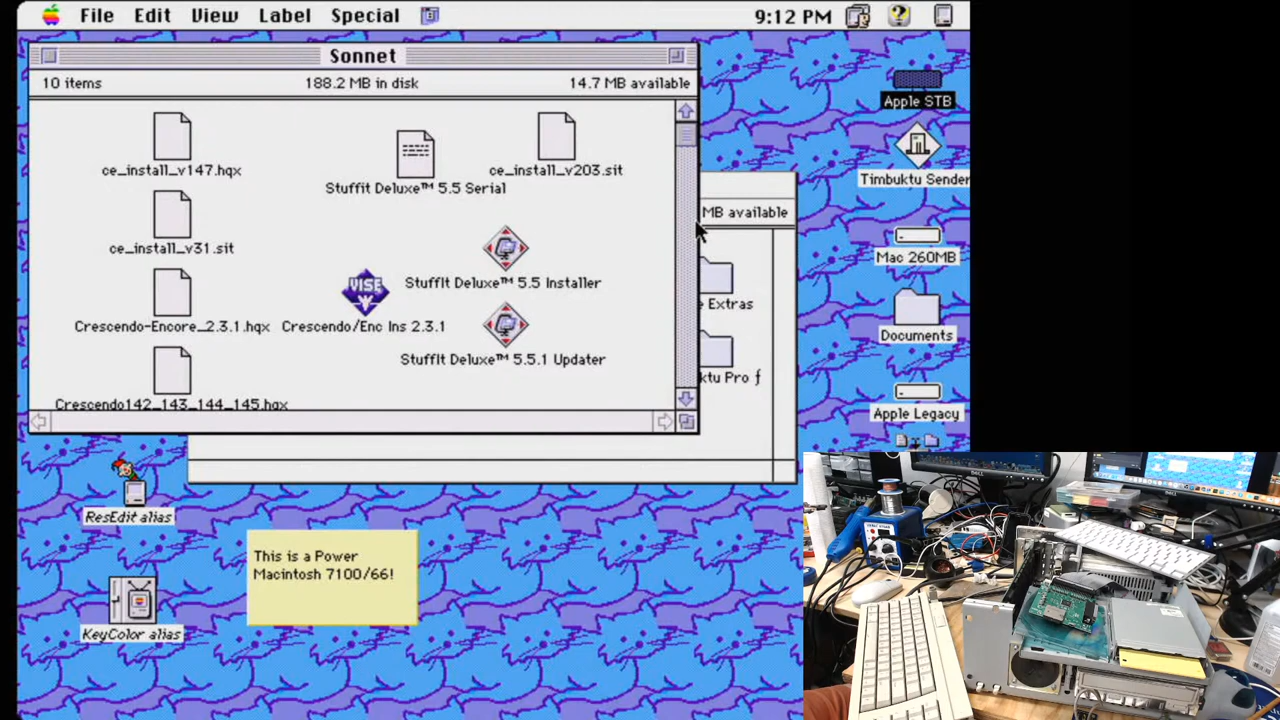 File Edit View Label Special 9:12 PM
Sonnet
10 items 188.2 MB in disk 14.7 MB available
ce_install_v147.hqx
Stuffit Deluxe™ 5.5 Serial
ce_install_v203.sit
ce_install_v31.sit
Stuffit Deluxe™ 5.5 Installer
Crescendo-Encore_2.3.1.hqx
VISE
Crescendo/Enc Ins 2.3.1
Stuffit Deluxe™ 5.5.1 Updater
Crescendo142_143_144_145.hqx
MB available
e Extras
ktu Pro ƒ
Apple STB
Timbuktu Sender
Mac 260MB
Documents
Apple Legacy
ResEdit alias
KeyColor alias
This is a Power
Macintosh 7100/66!
DELL
DELL